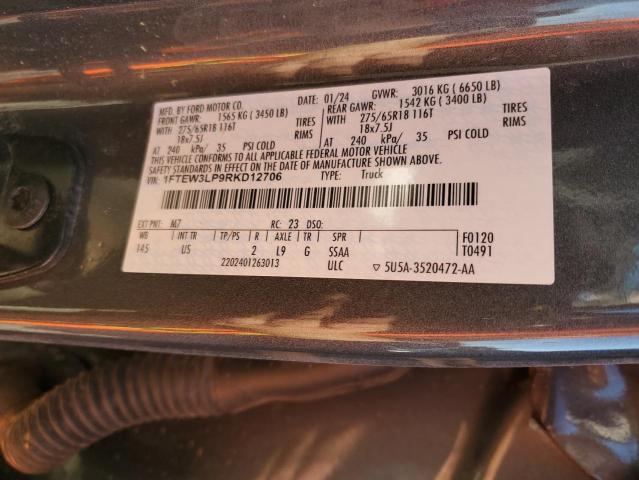 MFD. BY FORD MOTOR CO. 01/24 GVWR: 3016 KG ( 6650 LB)
FRONT GAWR: 1565 KG ( 3450 LB) REAR GAWR: 1542 KG ( 3400 LB)
WITH 275/65R18 116T TIRES WITH 275/65R18 116T TIRES
18x7.5J RIMS 18x7.5J RIMS
AT 240 kPa/ 35 PSI COLD AT 240 kPa/ 35 PSI COLD
THIS VEHICLE CONFORMS TO ALL APPLICABLE FEDERAL MOTOR VEHICLE
SAFETY STANDARDS IN EFFECT ON THE DATE OF MANUFACTURE SHOWN ABOVE.
VIN: 1FTEW3LP9RKD12706 TYPE: Truck
EXT PNT: M7 RC: 23 DSO:
WB INT TR TP/PS R AXLE TR SPR F0120
145 US 2 L9 G SSAA T0491
2202401263013 ULC ▽ 5U5A-3520472-AA